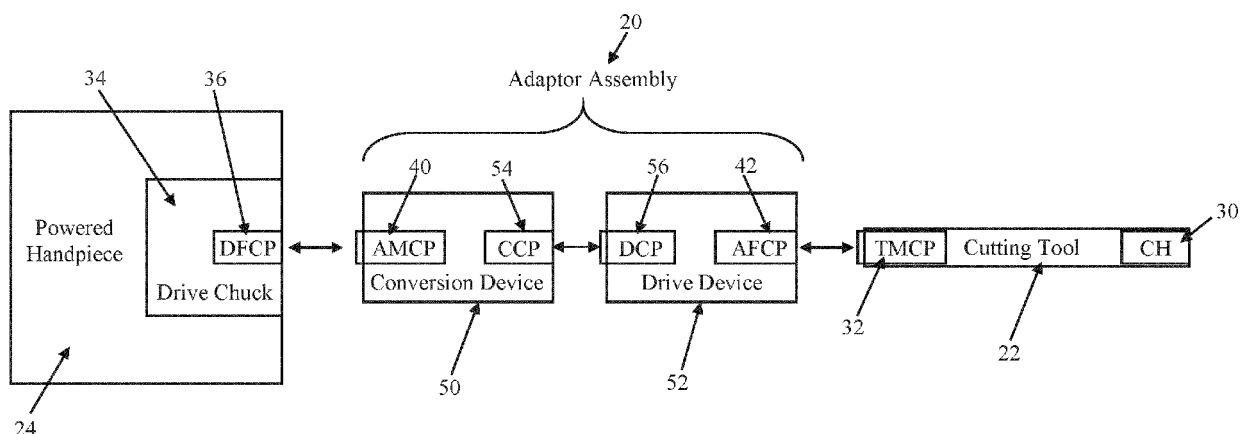 20
Adaptor Assembly
34
36
40
54
56
42
30
Powered
Handpiece
DFCP
Drive Chuck
AMCP
CCP
Conversion Device
DCP
AFCP
Drive Device
TMCP
Cutting Tool
CH
32
22
50
52
24